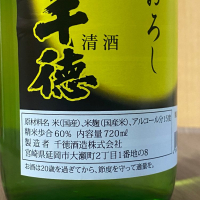 おろし
千徳
清酒
原材料名 米(国産)、米麹(国産米)、アルコール分15度
精米歩合60% 内容量720㎖
製造者 千徳酒造株式会社
宮崎県延岡市大瀬町2丁目1番地の8
お酒は20歳を過ぎてから、節度を守って適量を。